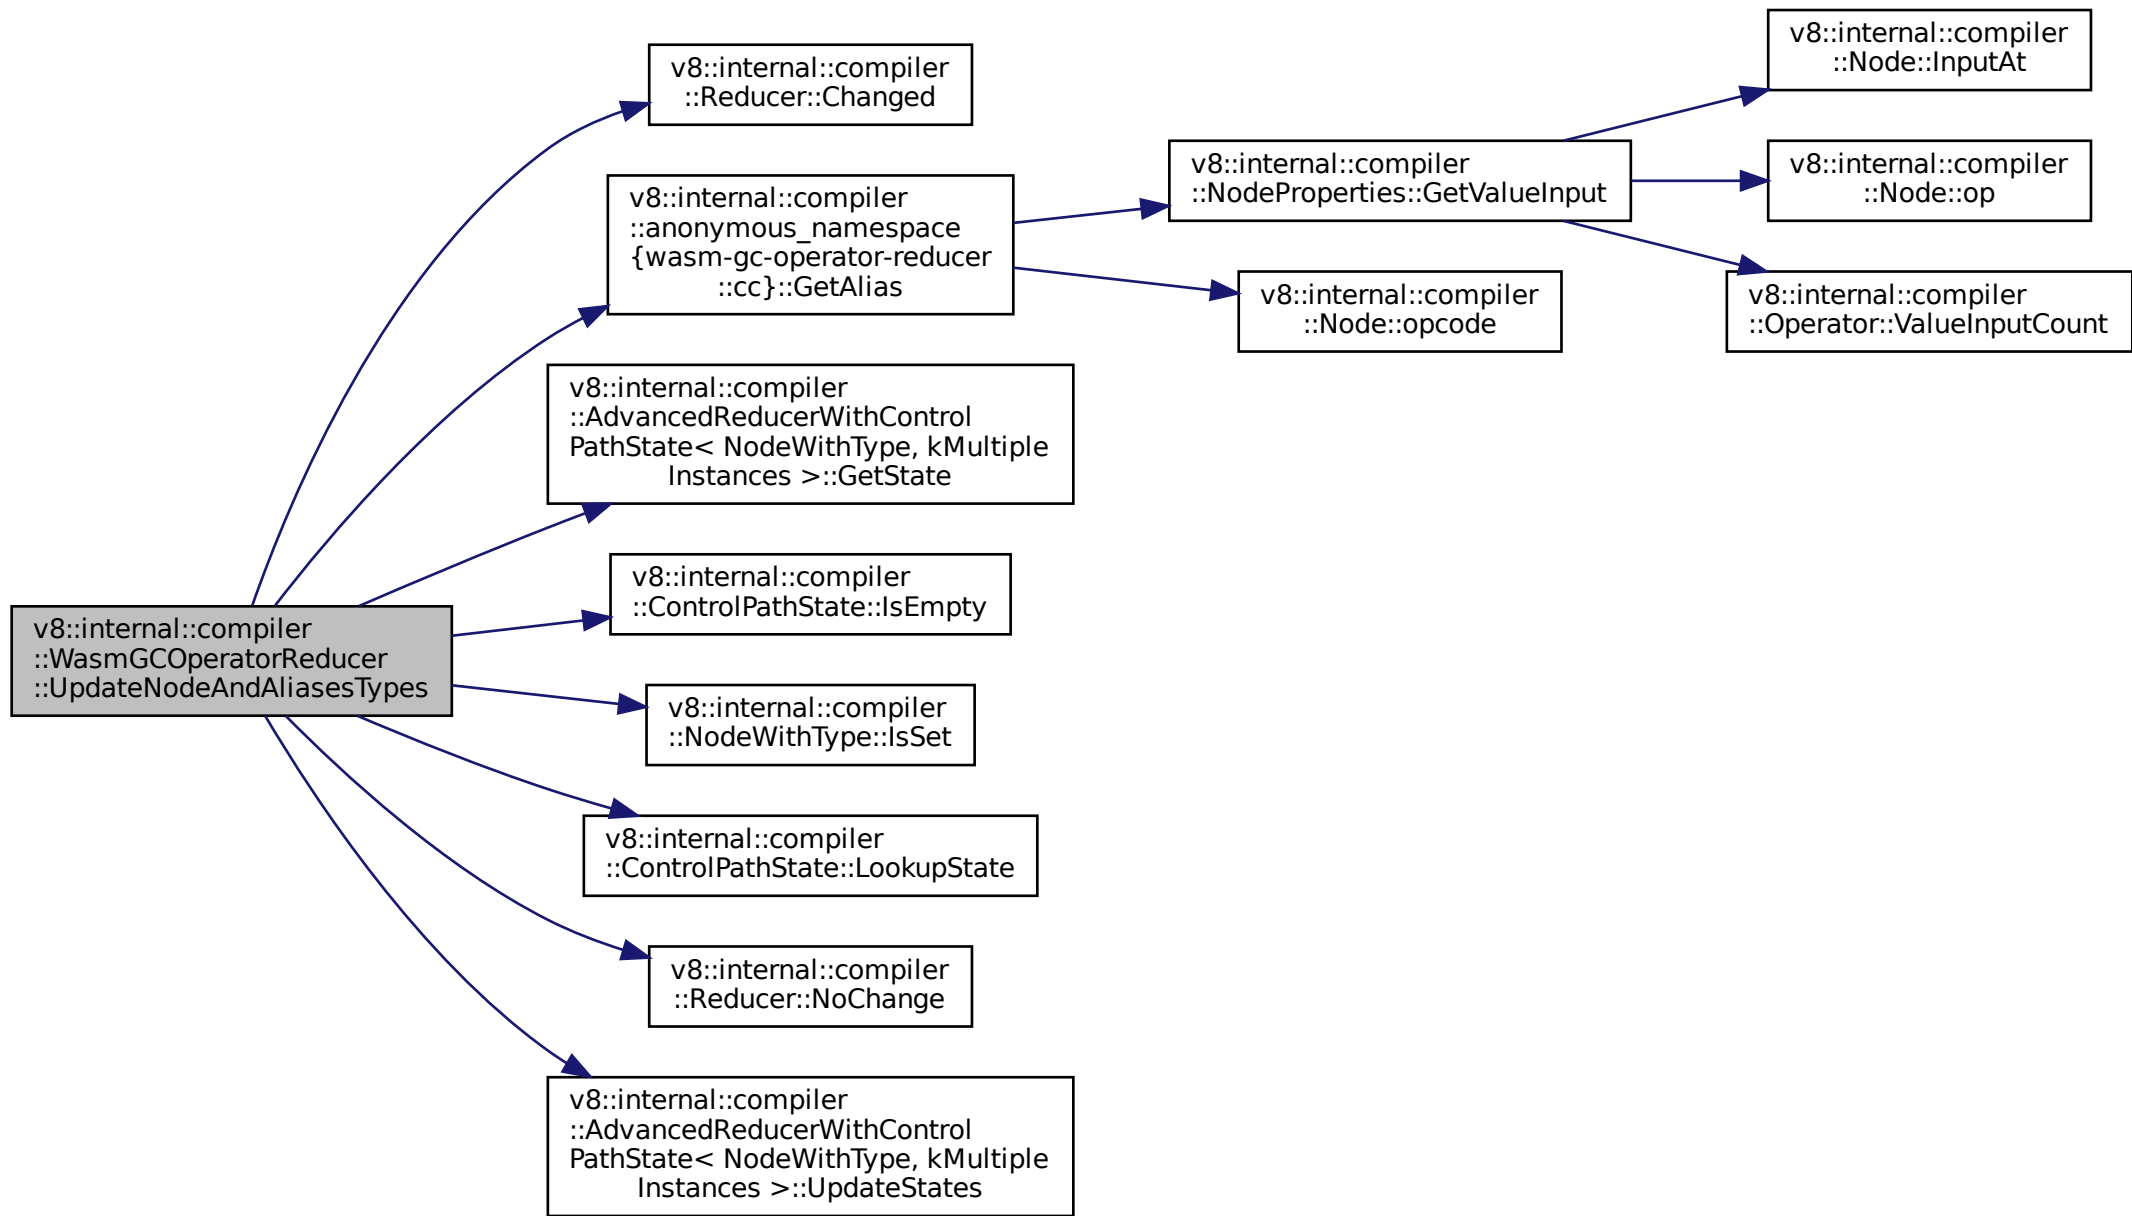 v8::internal::compiler
::WasmGCOperatorReducer
::UpdateNodeAndAliasesTypes
v8::internal::compiler
::Reducer::Changed
v8::internal::compiler
::anonymous_namespace
{wasm-gc-operator-reducer
::cc}::GetAlias
v8::internal::compiler
::NodeProperties::GetValueInput
v8::internal::compiler
::Node::InputAt
v8::internal::compiler
::Node::op
v8::internal::compiler
::Operator::ValueInputCount
v8::internal::compiler
::Node::opcode
v8::internal::compiler
::AdvancedReducerWithControl
PathState< NodeWithType, kMultiple
Instances >::GetState
v8::internal::compiler
::ControlPathState::IsEmpty
v8::internal::compiler
::NodeWithType::IsSet
v8::internal::compiler
::ControlPathState::LookupState
v8::internal::compiler
::Reducer::NoChange
v8::internal::compiler
::AdvancedReducerWithControl
PathState< NodeWithType, kMultiple
Instances >::UpdateStates